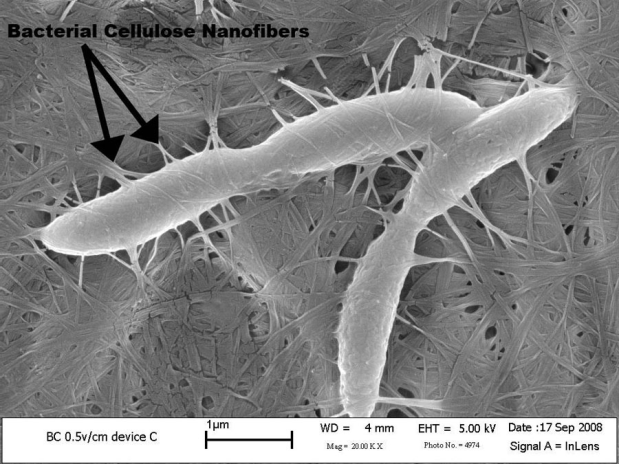 Bacterial Cellulose Nanofibers
BC 0.5v/cm device C
1µm
WD = 4 mm
EHT = 5.00 kV
Date :17 Sep 2008
Mag = 20.00 K X
Photo No. = 4974
Signal A = InLens